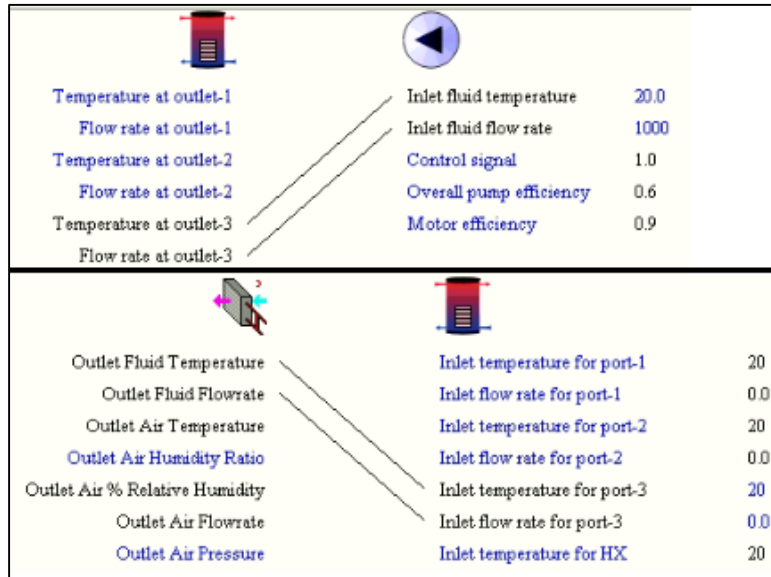 Temperature at outlet-1
Flow rate at outlet-1
Temperature at outlet-2
Flow rate at outlet-2
Temperature at outlet-3
Flow rate at outlet-3
Inlet fluid temperature 20.0
Inlet fluid flow rate 1000
Control signal 1.0
Overall pump efficiency 0.6
Motor efficiency 0.9
Outlet Fluid Temperature
Outlet Fluid Flowrate
Outlet Air Temperature
Outlet Air Humidity Ratio
Outlet Air % Relative Humidity
Outlet Air Flowrate
Outlet Air Pressure
Inlet temperature for port-1 20
Inlet flow rate for port-1 0.0
Inlet temperature for port-2 20
Inlet flow rate for port-2 0.0
Inlet temperature for port-3 20
Inlet flow rate for port-3 0.0
Inlet temperature for HX 20